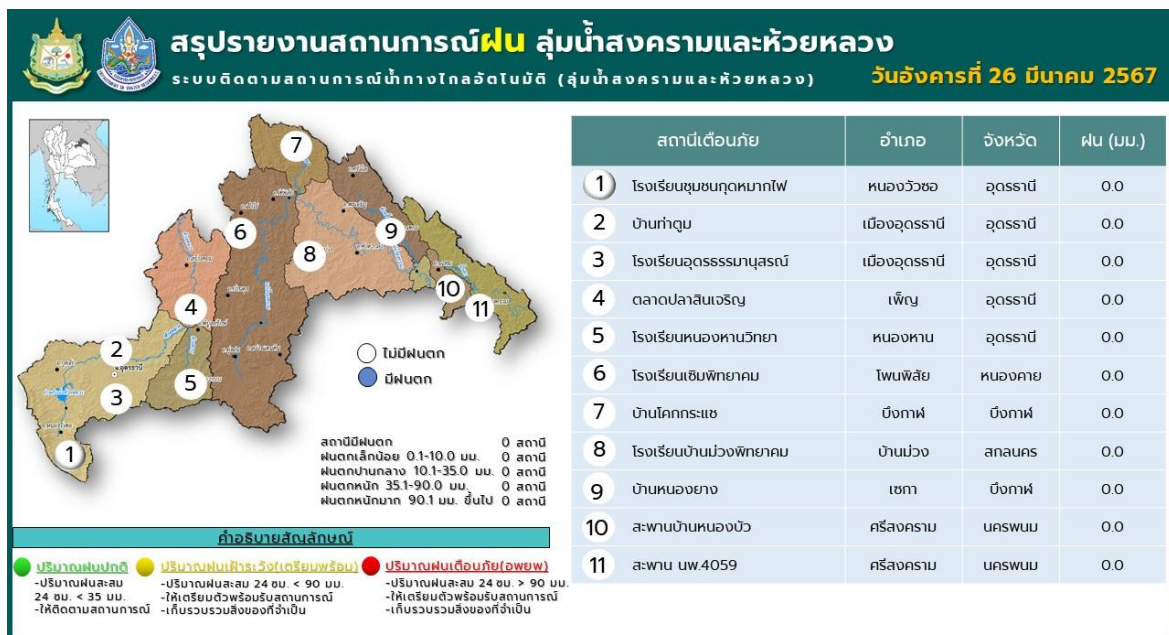 สรุปรายงานสถานการณ์ฝน ลุ่มน้ำสงครามและห้วยหลวง
ระบบติดตามสถานการณ์น้ำทางไกลอัตโนมัติ (ลุ่มน้ำสงครามและห้วยหลวง)
วันอังคารที่ 26 มีนาคม 2567
7
6
9
8
10
11
4
2
อ.อุดรธานี
5
3
1
ไม่มีฝนตก
มีฝนตก
สถานีมีฝนตก 0 สถานี
ฝนตกเล็กน้อย 0.1-10.0 มม. 0 สถานี
ฝนตกปานกลาง 10.1-35.0 มม. 0 สถานี
ฝนตกหนัก 35.1-90.0 มม. 0 สถานี
ฝนตกหนักมาก 90.1 มม. ขึ้นไป 0 สถานี
คำอธิบายสัญลักษณ์
ปริมาณฝนปกติ
-ปริมาณฝนสะสม
24 ชม. < 35 มม.
-ให้ติดตามสถานการณ์
ปริมาณฝนเฝ้าระวัง(เตรียมพร้อม)
-ปริมาณฝนสะสม 24 ชม. < 90 มม.
-ให้เตรียมตัวพร้อมรับสถานการณ์
-เก็บรวบรวมสิ่งของที่จำเป็น
ปริมาณฝนเตือนภัย(อพยพ)
-ปริมาณฝนสะสม 24 ชม. > 90 มม.
-ให้เตรียมตัวพร้อมรับสถานการณ์
-เก็บรวบรวมสิ่งของที่จำเป็น
สถานีเตือนภัย อำเภอ จังหวัด ฝน (มม.)
1 โรงเรียนชุมชนกุดหมากไฟ หนองวัวซอ อุดรธานี 0.0
2 บ้านท่าตูม เมืองอุดรธานี อุดรธานี 0.0
3 โรงเรียนอุดรธรรมานุสรณ์ เมืองอุดรธานี อุดรธานี 0.0
4 ตลาดปลาสินเจริญ เพ็ญ อุดรธานี 0.0
5 โรงเรียนหนองหานวิทยา หนองหาน อุดรธานี 0.0
6 โรงเรียนเซิมพิทยาคม โพนพิสัย หนองคาย 0.0
7 บ้านโคกกระแซ บึงกาฬ บึงกาฬ 0.0
8 โรงเรียนบ้านม่วงพิทยาคม บ้านม่วง สกลนคร 0.0
9 บ้านหนองยาง เซกา บึงกาฬ 0.0
10 สะพานบ้านหนองบัว ศรีสงคราม นครพนม 0.0
11 สะพาน นพ.4059 ศรีสงคราม นครพนม 0.0